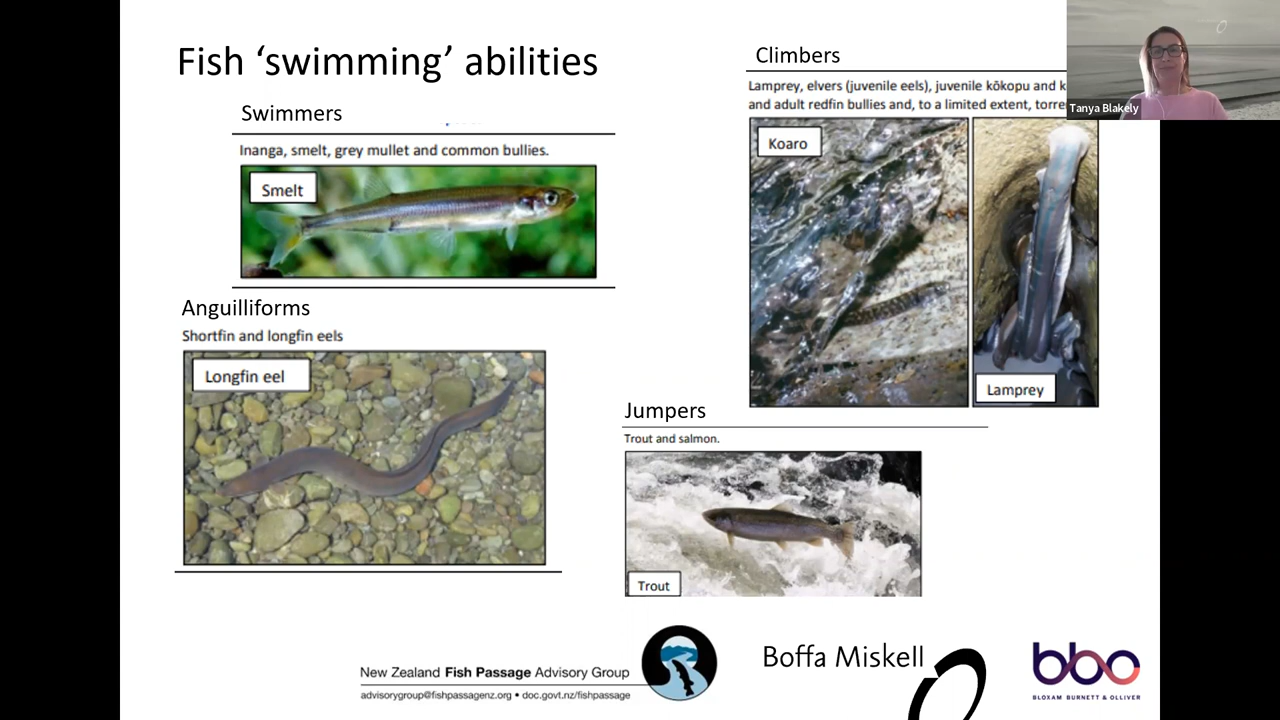 Fish ‘swimming’ abilities
Swimmers
Inanga, smelt, grey mullet and common bullies.
Smelt
Anguilliforms
Shortfin and longfin eels
Longfin eel
Climbers
Lamprey, elvers (juvenile eels), juvenile kōkopu and
and adult redfin bullies and, to a limited extent,
Koaro
Lamprey
Jumpers
Trout and salmon.
Trout
Tanya Blakely
New Zealand Fish Passage Advisory Group
advisorygroup@fishpassagenz.org • doc.govt.nz/fishpassage
Boffa Miskell
bbo
BLOXAM BURNETT & OLLIVER